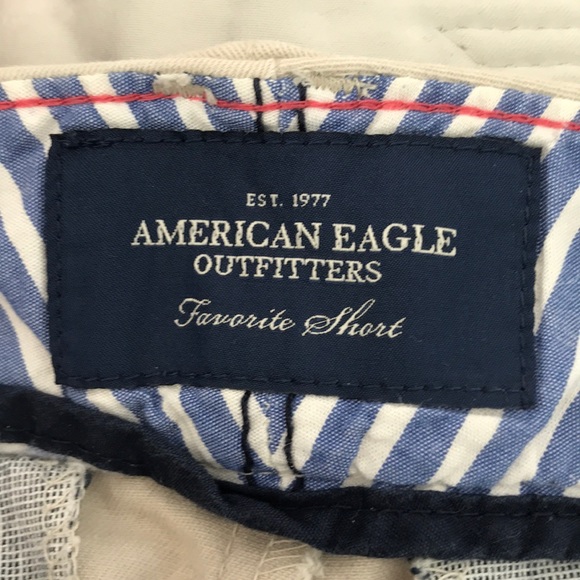 EST. 1977
AMERICAN EAGLE
OUTFITTERS
Favorite Short